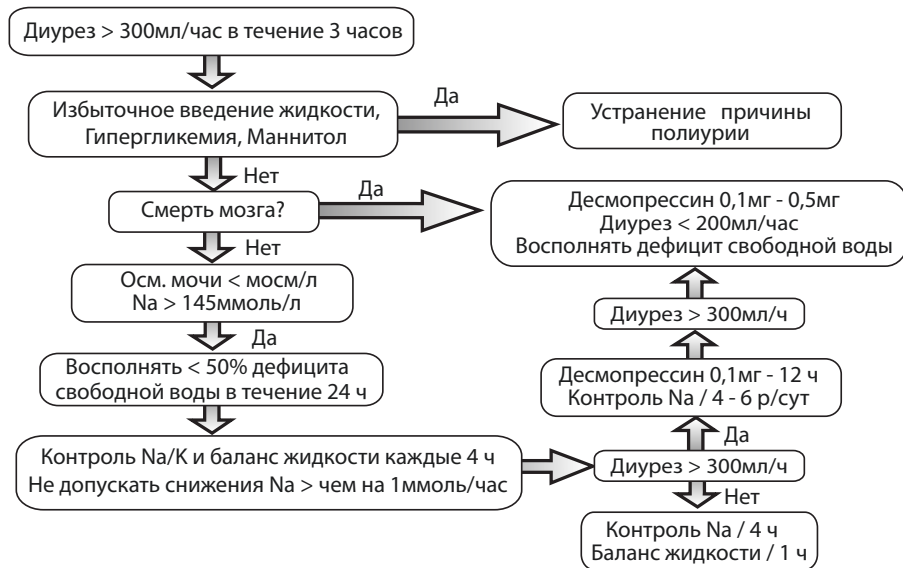 Диурез > 300мл/час в течение 3 часов
Избыточное введение жидкости,
Гипергликемия, Маннитол
Да
Устранение причины
полиурии
Нет
Смерть мозга?
Да
Десмопрессин 0,1мг - 0,5мг
Диурез < 200мл/час
Восполнять дефицит свободной воды
Нет
Осм. мочи < мосм/л
Na > 145ммоль/л
Да
Восполнять < 50% дефицита
свободной воды в течение 24 ч
Контроль Na/K и баланс жидкости каждые 4 ч
Не допускать снижения Na > чем на 1ммоль/час
Диурез > 300мл/ч
Десмопрессин 0,1мг - 12 ч
Контроль Na / 4 - 6 р/сут
Да
Диурез > 300мл/ч
Нет
Контроль Na / 4 ч
Баланс жидкости / 1 ч